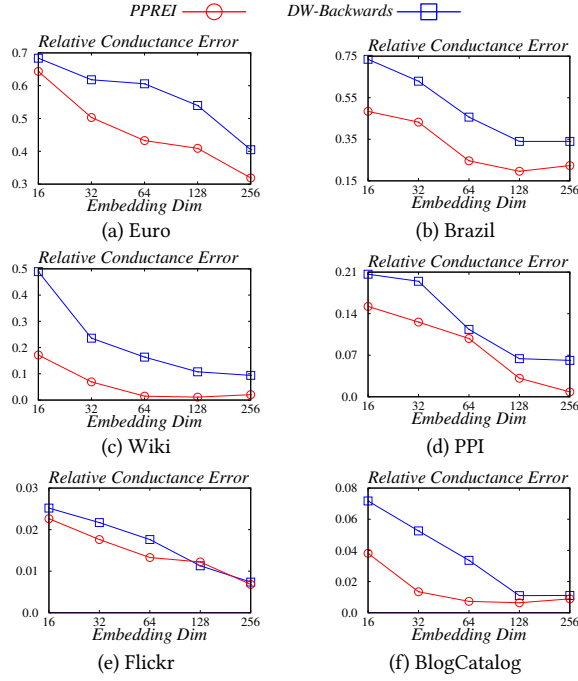 PPREI DW-Backwards
Relative Conductance Error Relative Conductance Error
0.7 0.75
0.6 0.55
0.5 0.35
0.4 0.15
0.3
16 32 64 128 256 16 32 64 128 256
Embedding Dim Embedding Dim
(a) Euro (b) Brazil
Relative Conductance Error Relative Conductance Error
0.5 0.21
0.4 0.14
0.3 0.07
0.2 0.0
0.1
0.0
16 32 64 128 256 16 32 64 128 256
Embedding Dim Embedding Dim
(c) Wiki (d) PPI
Relative Conductance Error Relative Conductance Error
0.03 0.08
0.02 0.06
0.01 0.04
0.0 0.02
0.0
16 32 64 128 256 16 32 64 128 256
Embedding Dim Embedding Dim
(e) Flickr (f) BlogCatalog